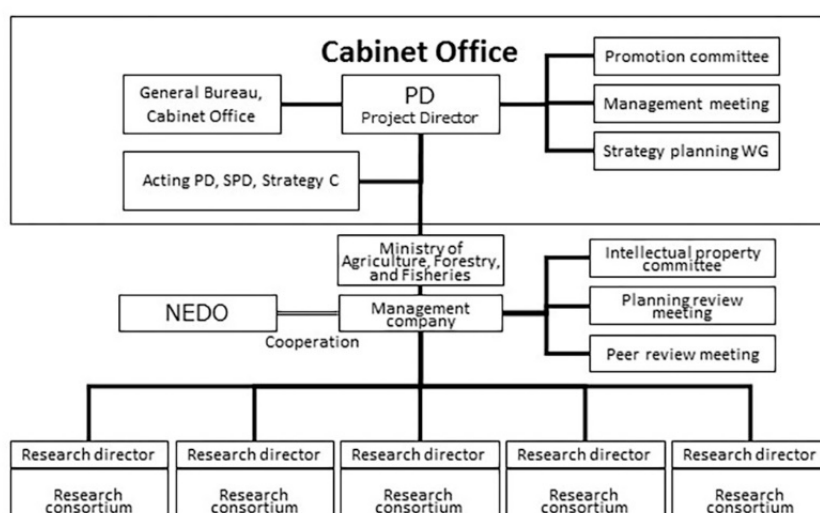 Cabinet Office
General Bureau,
Cabinet Office
PD
Project Director
Promotion committee
Management meeting
Strategy planning WG
Acting PD, SPD, Strategy C
Ministry of
Agriculture, Forestry,
and Fisheries
NEDO
Cooperation
Management
company
Intellectual property
committee
Planning review
meeting
Peer review meeting
Research director
Research director
Research director
Research director
Research director
Research
consortium
Research
consortium
Research
consortium
Research
consortium
Research
consortium